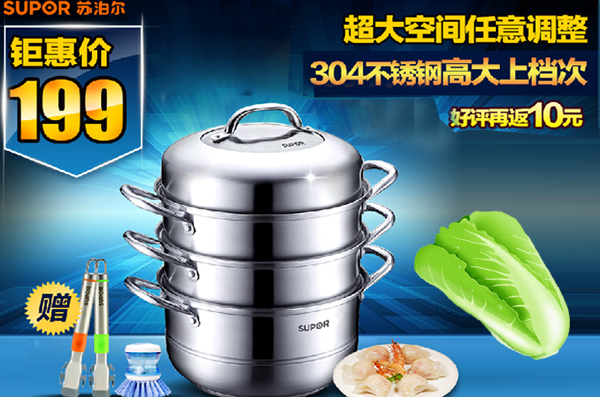 SUPOR 苏泊尔
钜惠价
199
超大空间任意调整
304不锈钢高大上档次
好评再返10元
SUPOR
赠
SUPOR